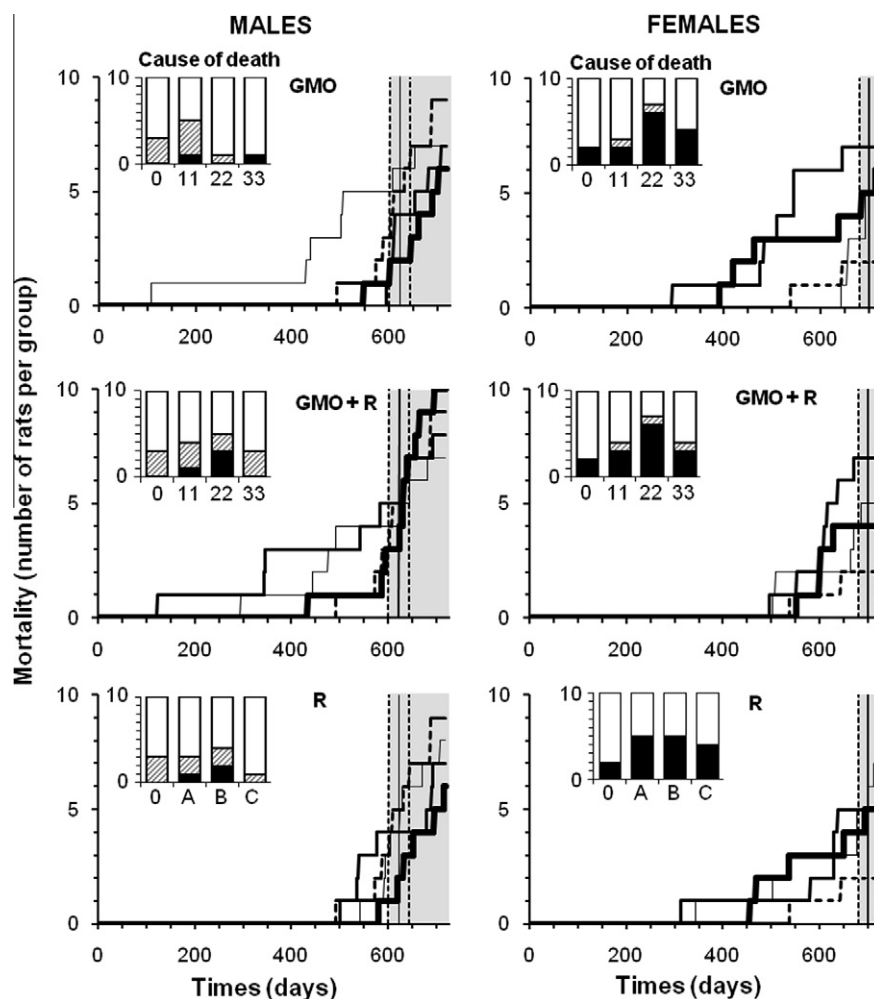 MALES
FEMALES
Mortality (number of rats per group)
Cause of death
GMO
10
5
0
10
0
0 11 22 33
0 200 400 600
Cause of death
GMO
10
5
0
10
0
0 11 22 33
0 200 400 600
GMO + R
10
5
0
10
0
0 11 22 33
0 200 400 600
GMO + R
10
5
0
10
0
0 11 22 33
0 200 400 600
R
10
5
0
10
0
0 A B C
0 200 400 600
Times (days)
R
10
5
0
10
0
0 A B C
0 200 400 600
Times (days)